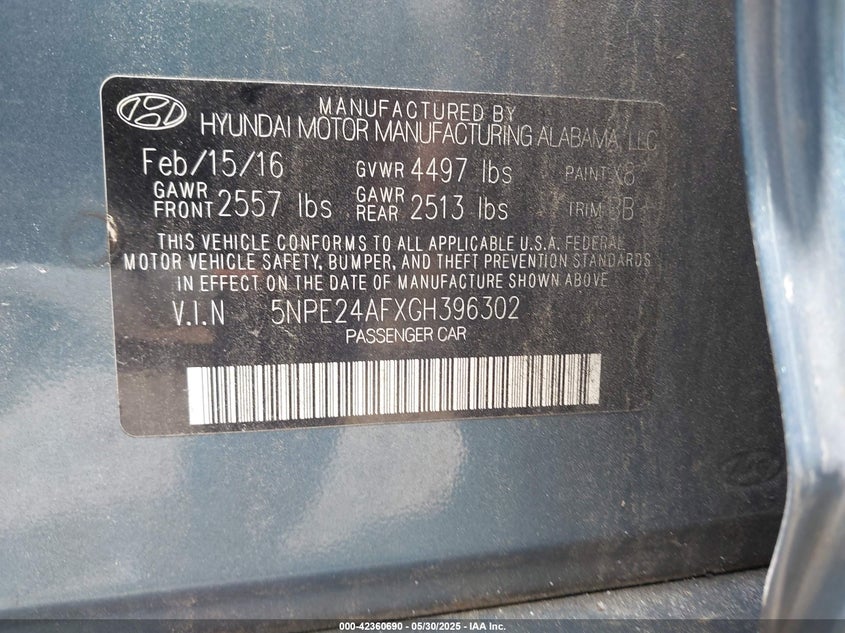 MANUFACTURED BY
HYUNDAI MOTOR MANUFACTURING ALABAMA, LLC
Feb/15/16 GVWR 4497 lbs PAINT X8
GAWR FRONT 2557 lbs GAWR REAR 2513 lbs TRIM
THIS VEHICLE CONFORMS TO ALL APPLICABLE U.S.A. FEDERAL
MOTOR VEHICLE SAFETY, BUMPER, AND THEFT PREVENTION STANDARDS
IN EFFECT ON THE DATE OF MANUFACTURE SHOWN ABOVE
V.I.N 5NPE24AFXGH396302
PASSENGER CAR
000-42360690 - 05/30/2025 - IAA Inc.